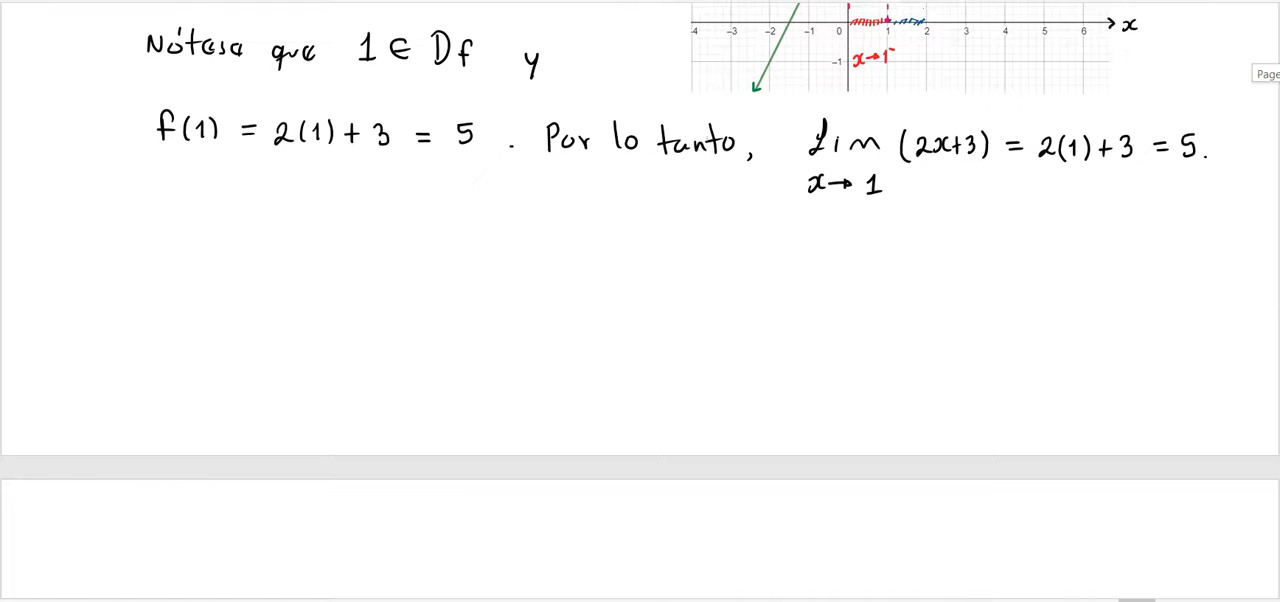 -4 -3 -2 -1 0 1 2 3 4 5 6 x
Nótese que 1 ∈ Df y
-1 x→1⁻
Page
f(1) = 2(1) + 3 = 5 . Por lo tanto, Lim (2x+3) = 2(1) + 3 = 5.
x→1